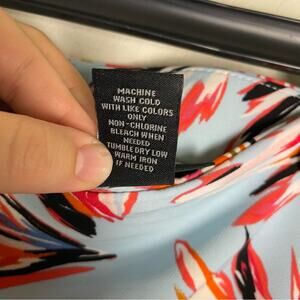 MACHINE
WASH COLD
WITH LIKE COLORS
ONLY
NON-CHLORINE
BLEACH WHEN
NEEDED
TUMBLE DRY LOW
WARM IRON
IF NEEDED